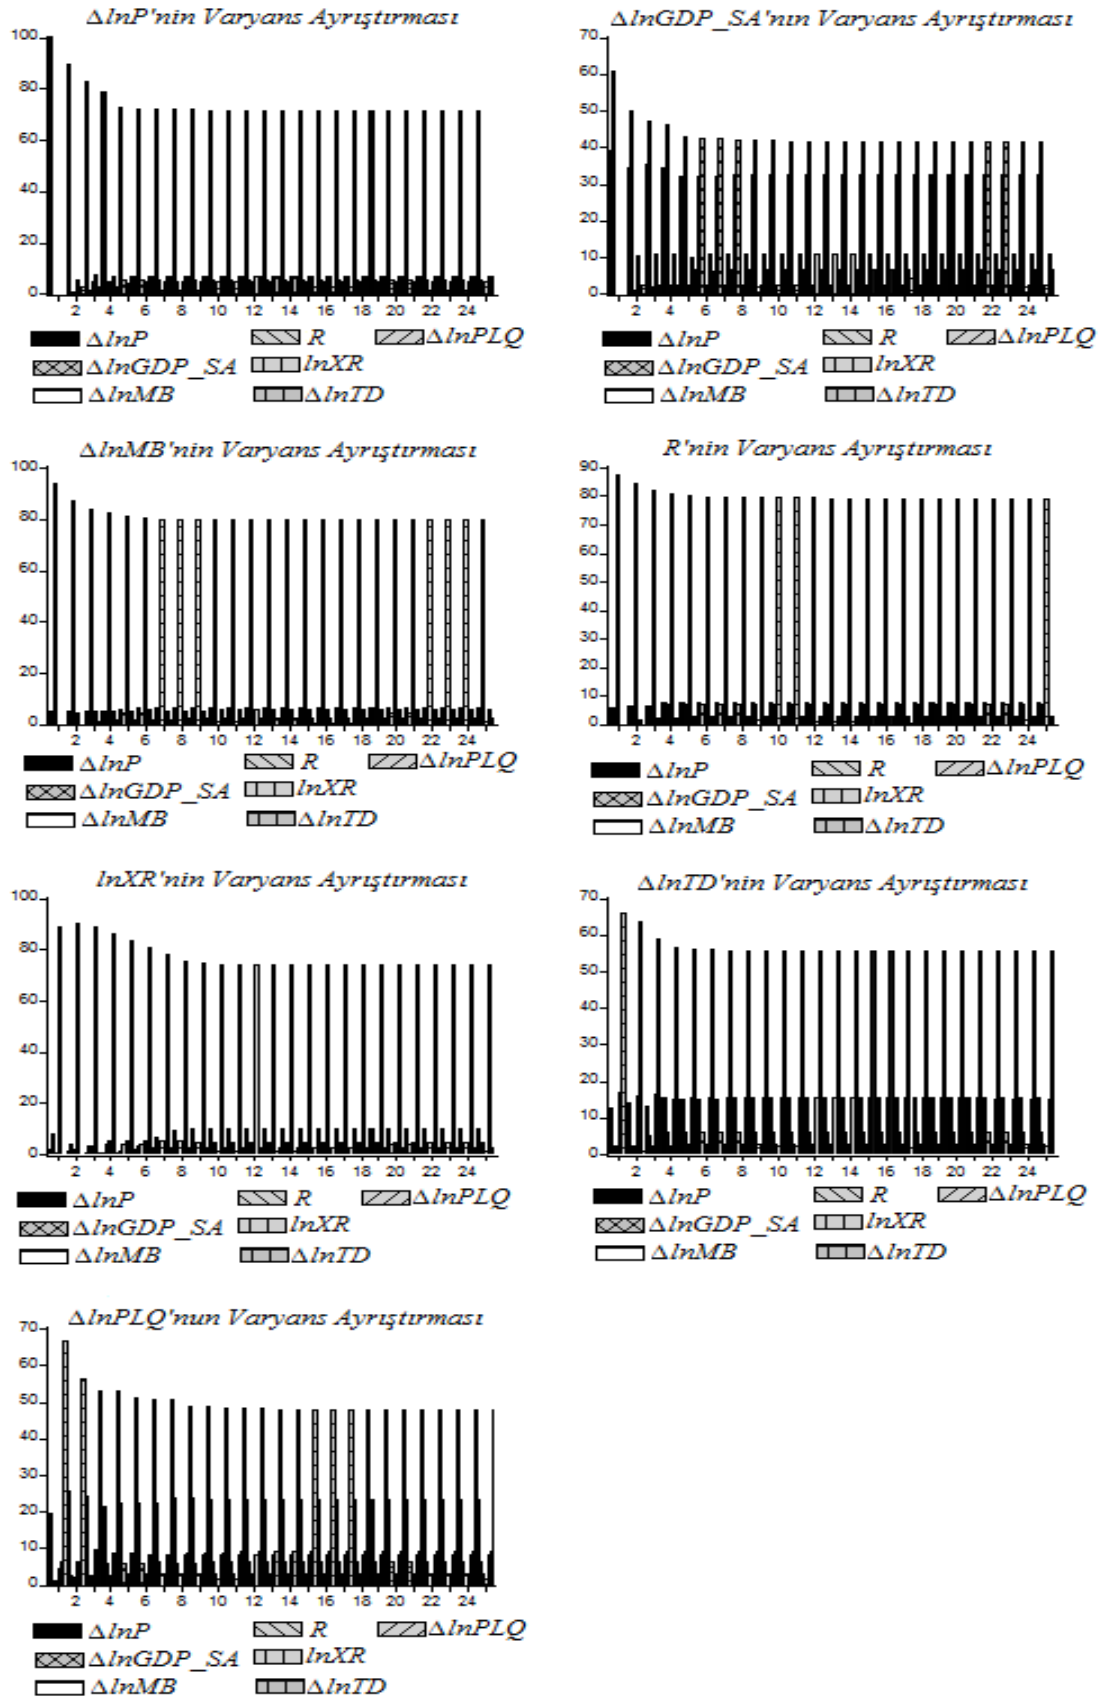 ΔlnP'nin Varyans Ayrıştırması
100
80
60
40
20
0
2 4 6 8 10 12 14 16 18 20 22 24
ΔlnP R ΔlnPLQ
ΔlnGDP_SA lnXR
ΔlnMB ΔlnTD
ΔlnGDP_SA'nın Varyans Ayrıştırması
70
60
50
40
30
20
10
0
2 4 6 8 10 12 14 16 18 20 22 24
ΔlnP R ΔlnPLQ
ΔlnGDP_SA lnXR
ΔlnMB ΔlnTD
ΔlnMB'nin Varyans Ayrıştırması
100
80
60
40
20
0
2 4 6 8 10 12 14 16 18 20 22 24
ΔlnP R ΔlnPLQ
ΔlnGDP_SA lnXR
ΔlnMB ΔlnTD
R'nin Varyans Ayrıştırması
90
80
70
60
50
40
30
20
10
0
2 4 6 8 10 12 14 16 18 20 22 24
ΔlnP R ΔlnPLQ
ΔlnGDP_SA lnXR
ΔlnMB ΔlnTD
lnXR'nin Varyans Ayrıştırması
100
80
60
40
20
0
2 4 6 8 10 12 14 16 18 20 22 24
ΔlnP R ΔlnPLQ
ΔlnGDP_SA lnXR
ΔlnMB ΔlnTD
ΔlnTD'nin Varyans Ayrıştırması
70
60
50
40
30
20
10
0
2 4 6 8 10 12 14 16 18 20 22 24
ΔlnP R ΔlnPLQ
ΔlnGDP_SA lnXR
ΔlnMB ΔlnTD
ΔlnPLQ'nun Varyans Ayrıştırması
70
60
50
40
30
20
10
0
2 4 6 8 10 12 14 16 18 20 22 24
ΔlnP R ΔlnPLQ
ΔlnGDP_SA lnXR
ΔlnMB ΔlnTD